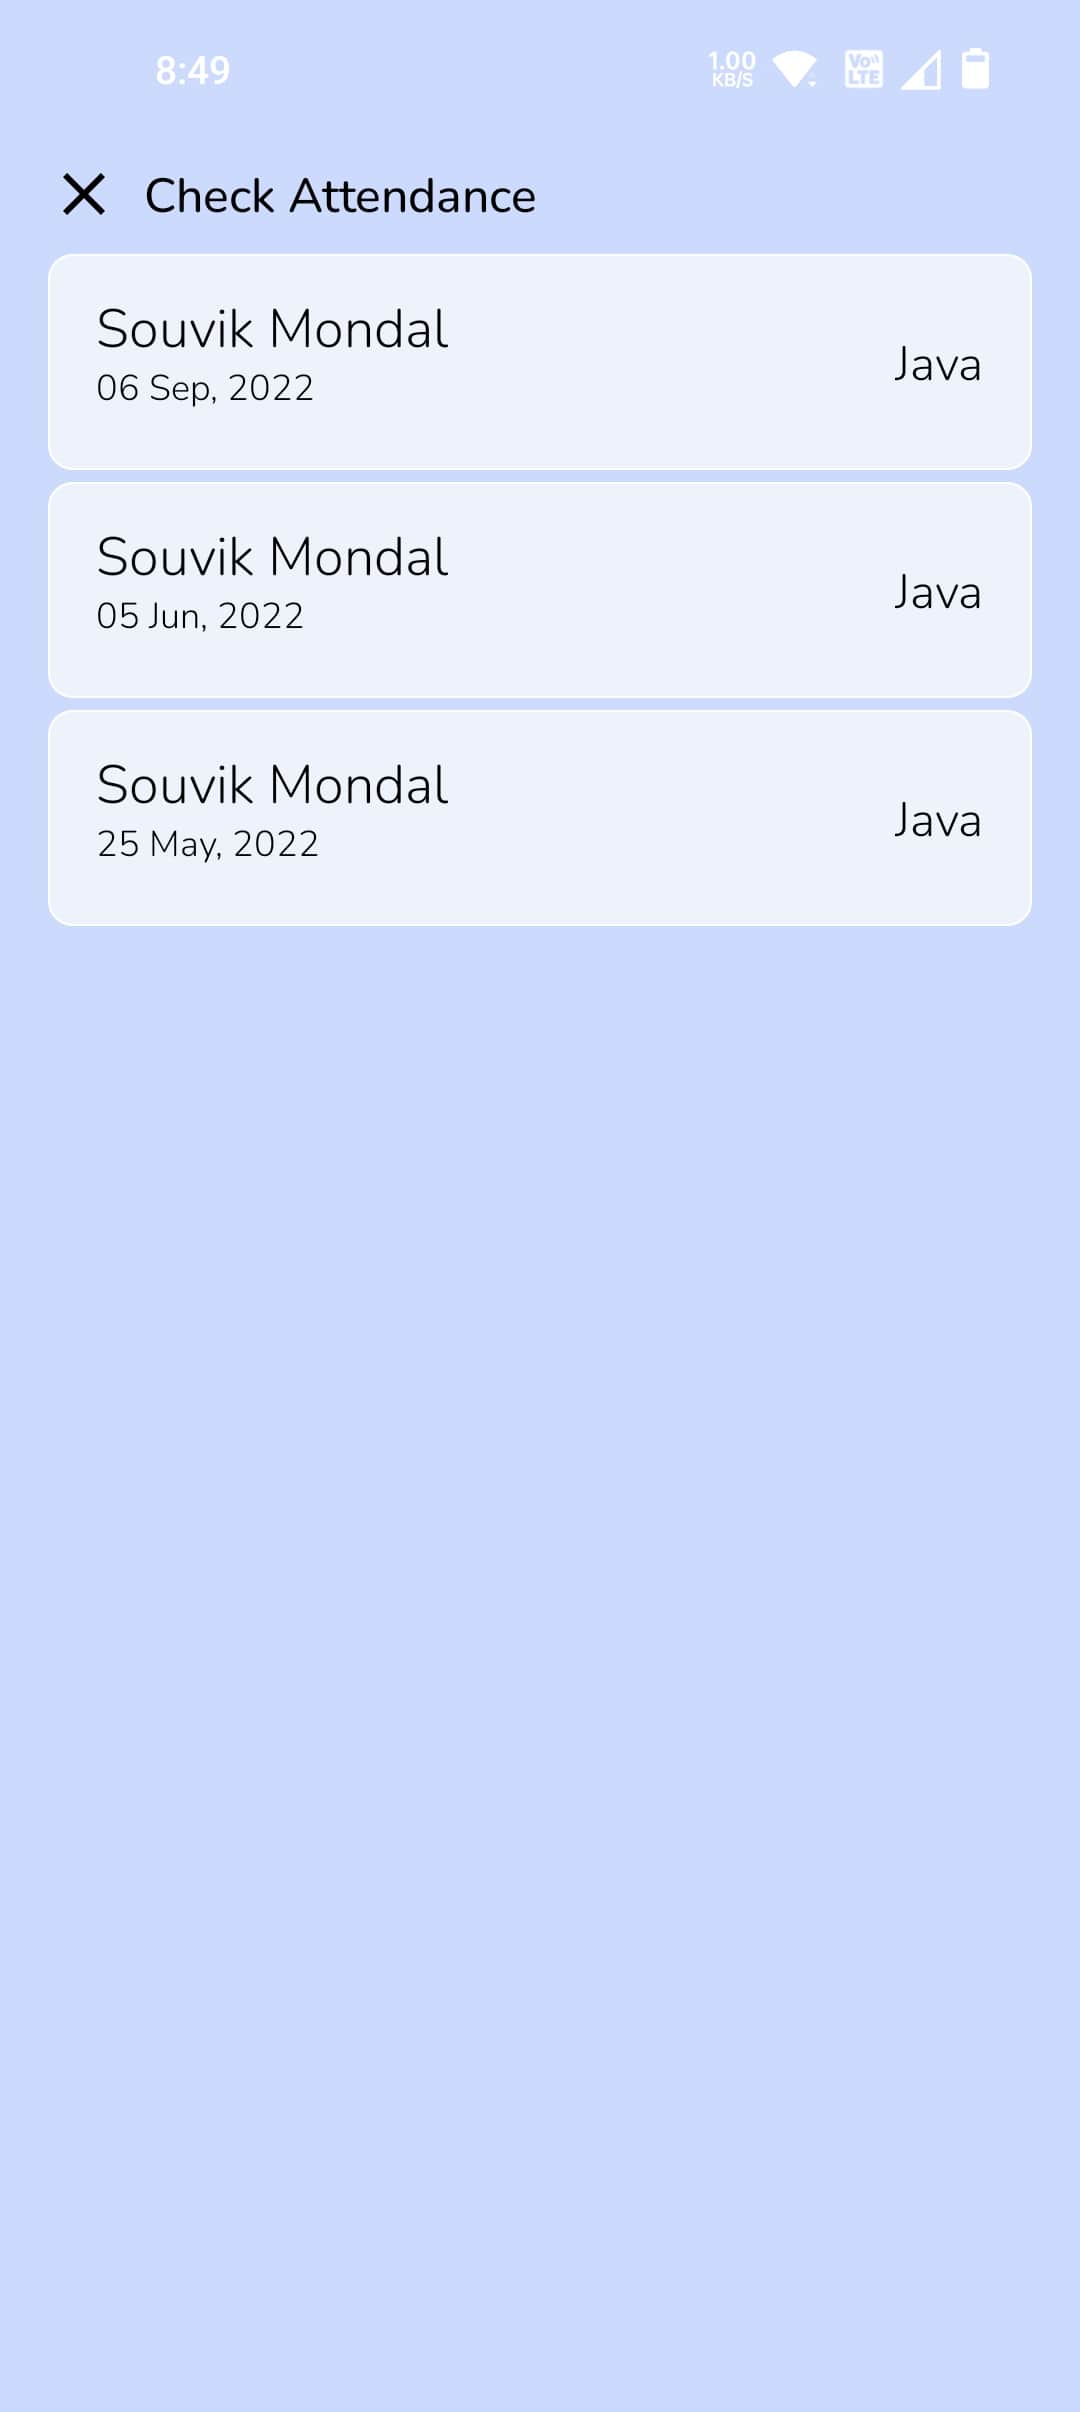 8:49
1.00
KB/S
Vo
LTE
Check Attendance
Souvik Mondal
06 Sep, 2022
Java
Souvik Mondal
05 Jun, 2022
Java
Souvik Mondal
25 May, 2022
Java